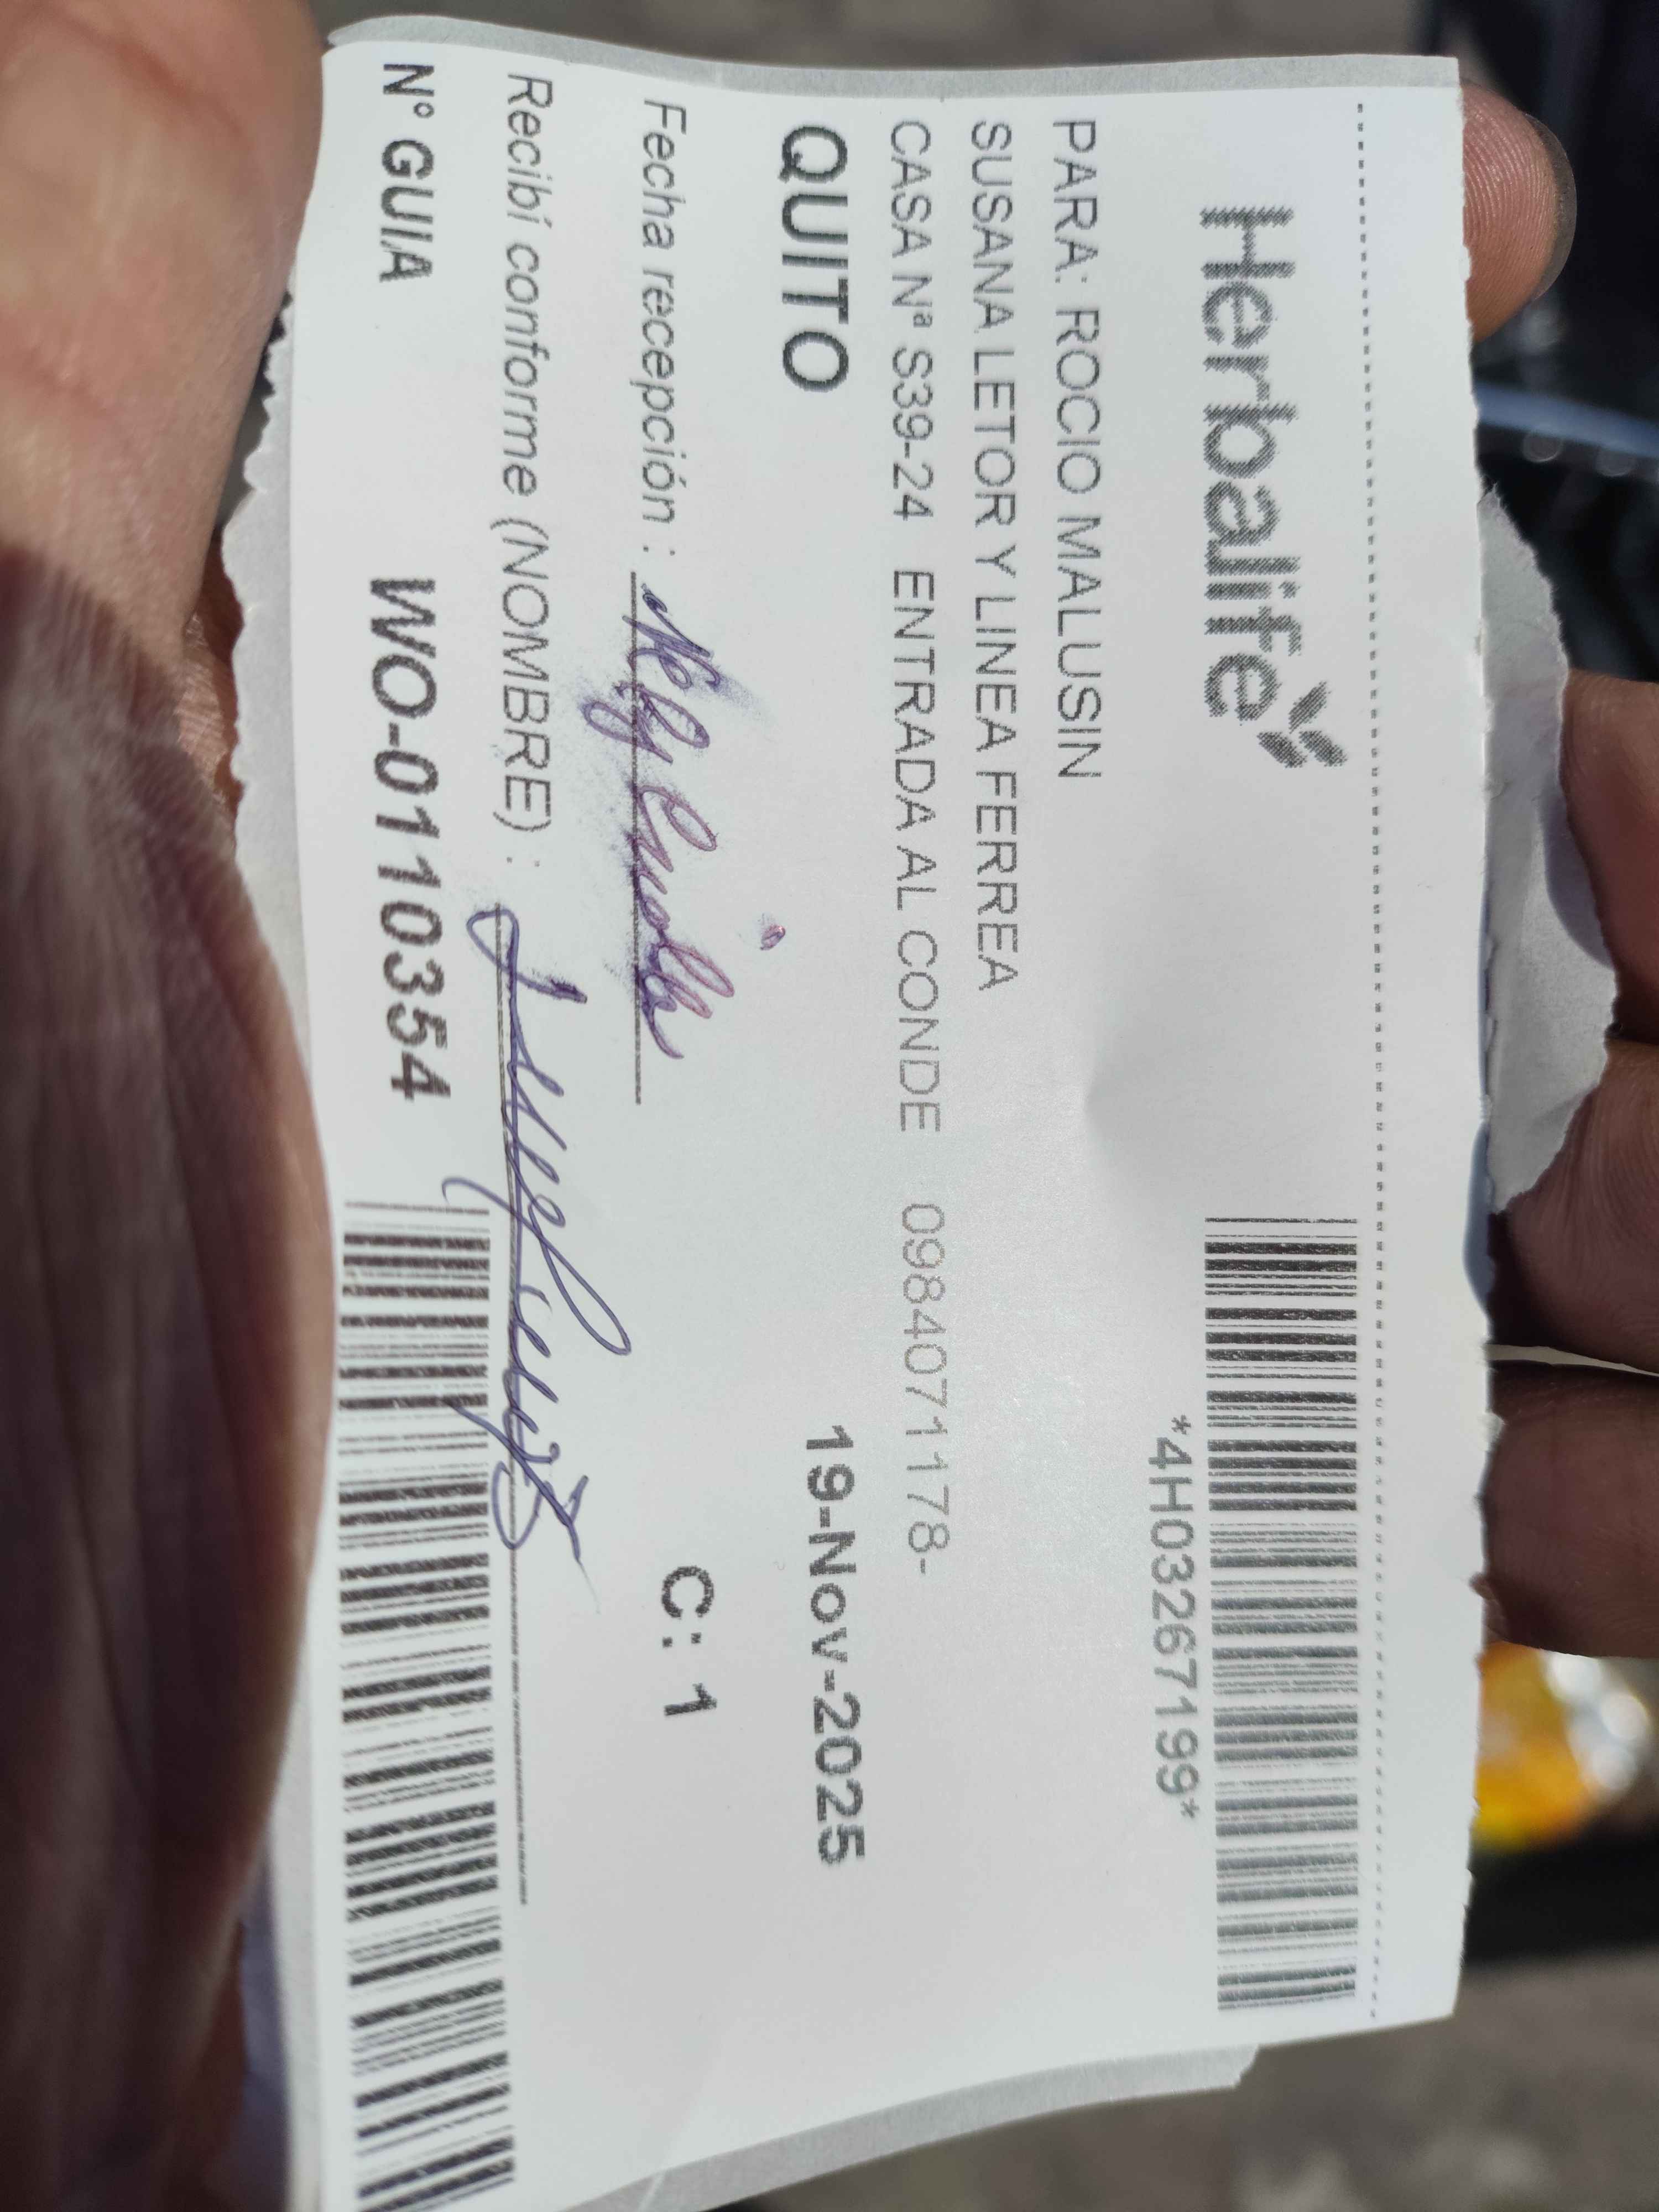 Herbalife
*4H03267199*
PARA: ROCIO MALUSIN
SUSANA LETOR Y LINEA FERREA
CASA Nª S39-24 ENTRADA AL CONDE 0984071178-
QUITO 19-Nov-2025
Fecha recepción : C: 1
Recibí conforme (NOMBRE) :
Nº GUIA WO-0110354